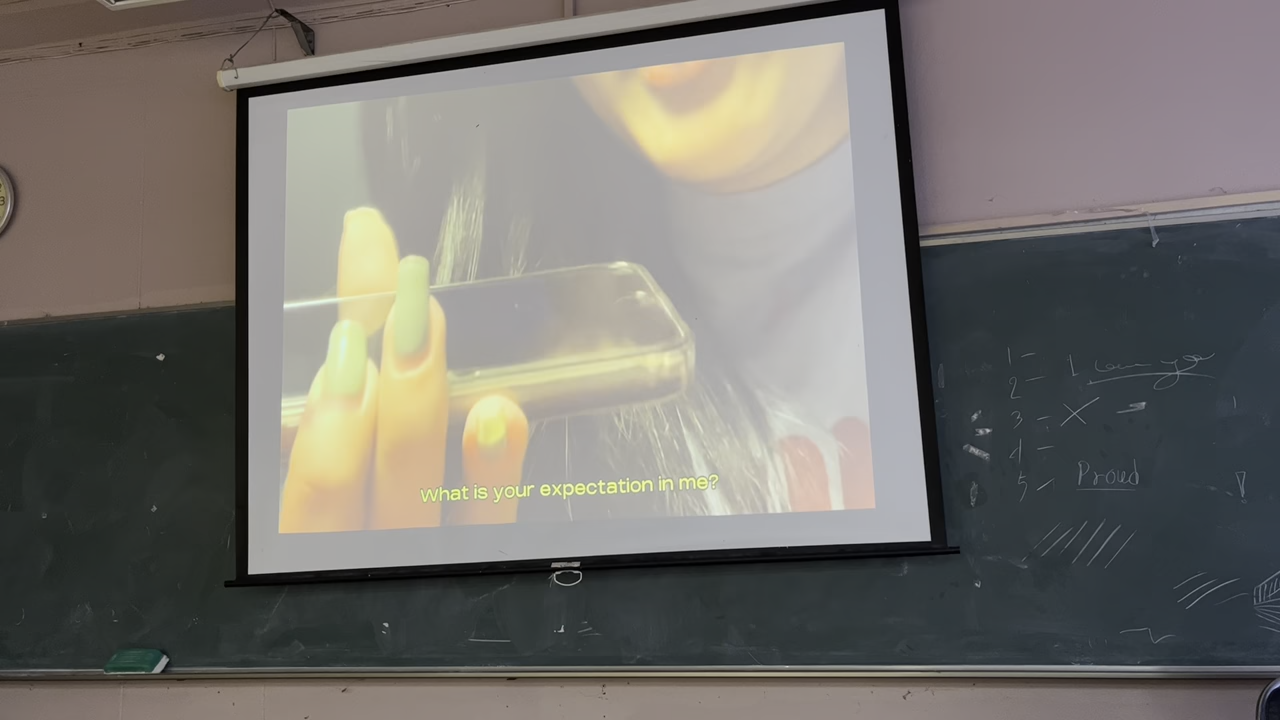 What is your expectation in me?
1 -
2 -
3 - X
4 -
5 - Proud